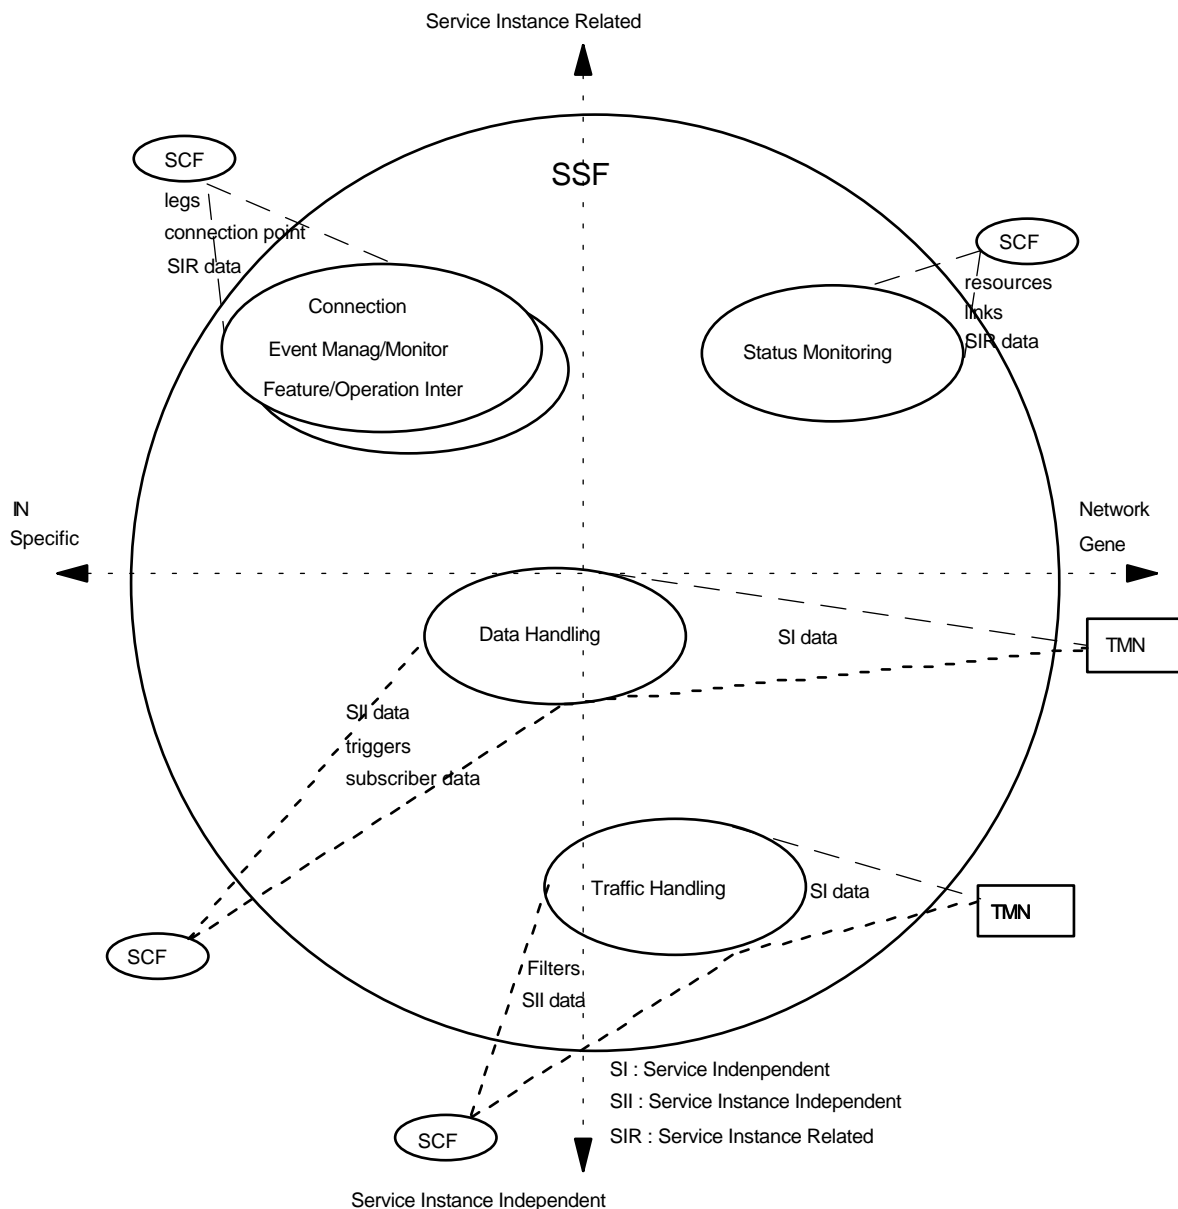 Service Instance Related
SSF
SCF
legs
connection point
SIR data
SCF
resources
links
SIR data
Connection
Event Manag/Monitor
Feature/Operation Inter
Status Monitoring
IN
Specific
Network
Gene
Data Handling
SI data
TMN
SII data
triggers
subscriber data
Traffic Handling
SI data
TMN
SCF
Filters
SII data
SI : Service Indenpendent
SII : Service Instance Independent
SIR : Service Instance Related
SCF
Service Instance Independent